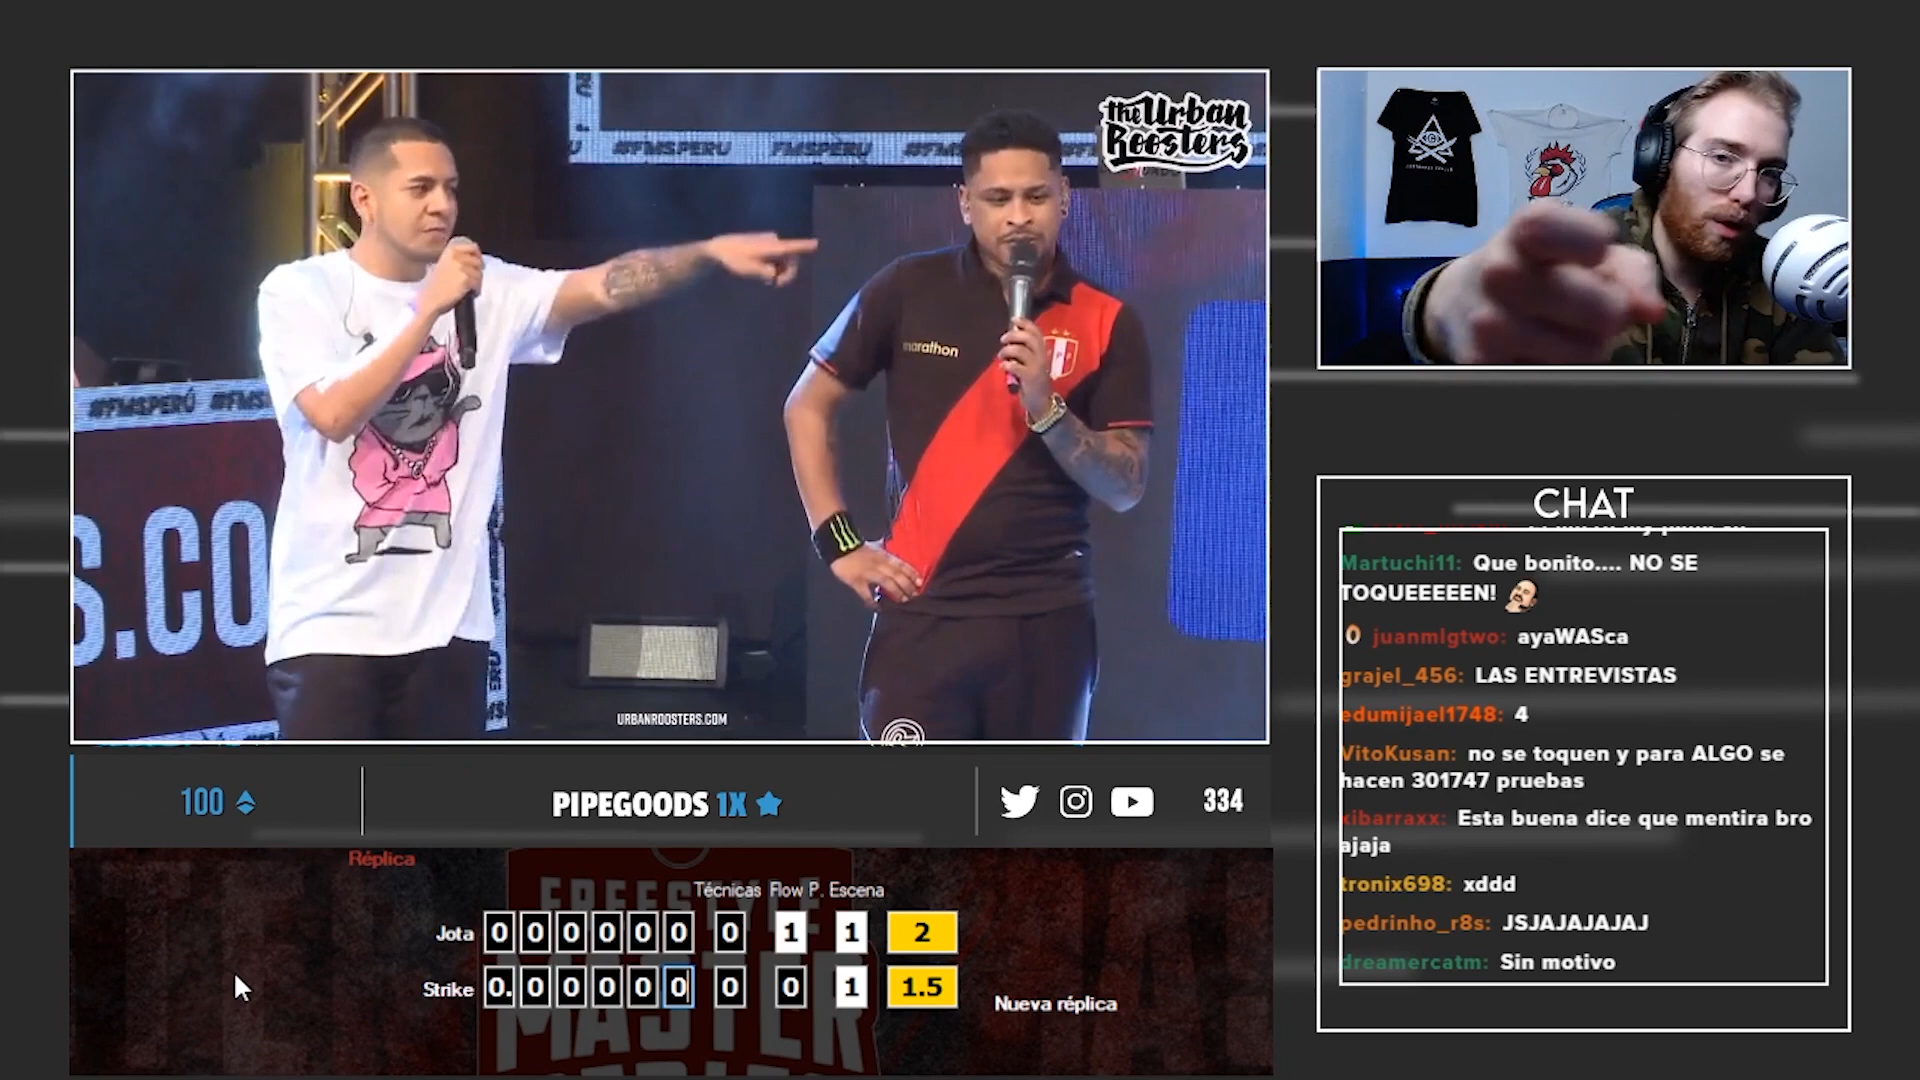 the Urban
Roosters
#FMSPERU FMSPERU
#FMSPERÚ #FMS
marathon
S.CO
URBANROOSTERS.COM
100
PIPEGOODS 1X
334
Réplica
FREESTYLE
MASTER
Técnicas Flow P. Escena
Jota 0 0 0 0 0 0 0 1 1 2
Strike 0. 0 0 0 0 0 0 0 1 1.5
Nueva réplica
CHAT
Martuchi11: Que bonito.... NO SE
TOQUEEEEEN!
juanmlgtwo: ayaWASca
grajel_456: LAS ENTREVISTAS
edumijael1748: 4
VitoKusan: no se toquen y para ALGO se
hacen 301747 pruebas
xibarraxx: Esta buena dice que mentira bro
ajaja
tronix698: xddd
pedrinho_r8s: JSJAJAJAJAJ
dreamercatm: Sin motivo